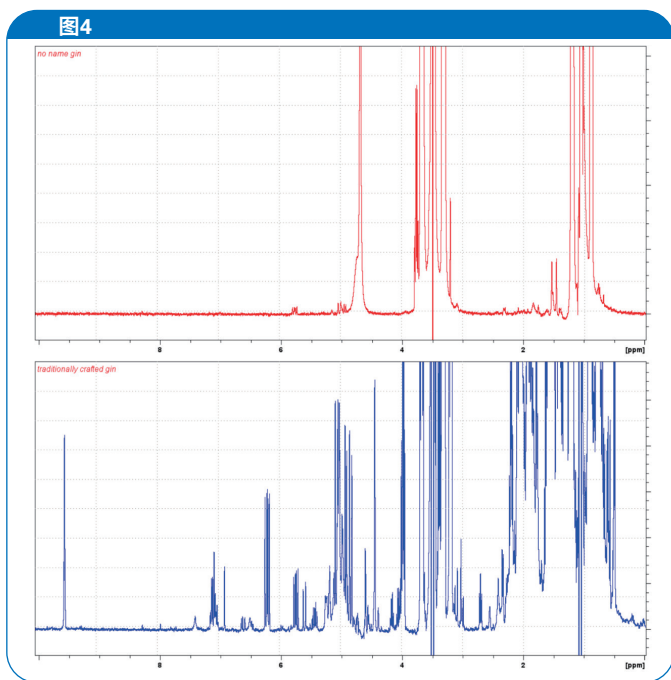 图4
no name gin
8 6 4 2 [ppm]
traditionally crafted gin
8 6 4 2 [ppm]